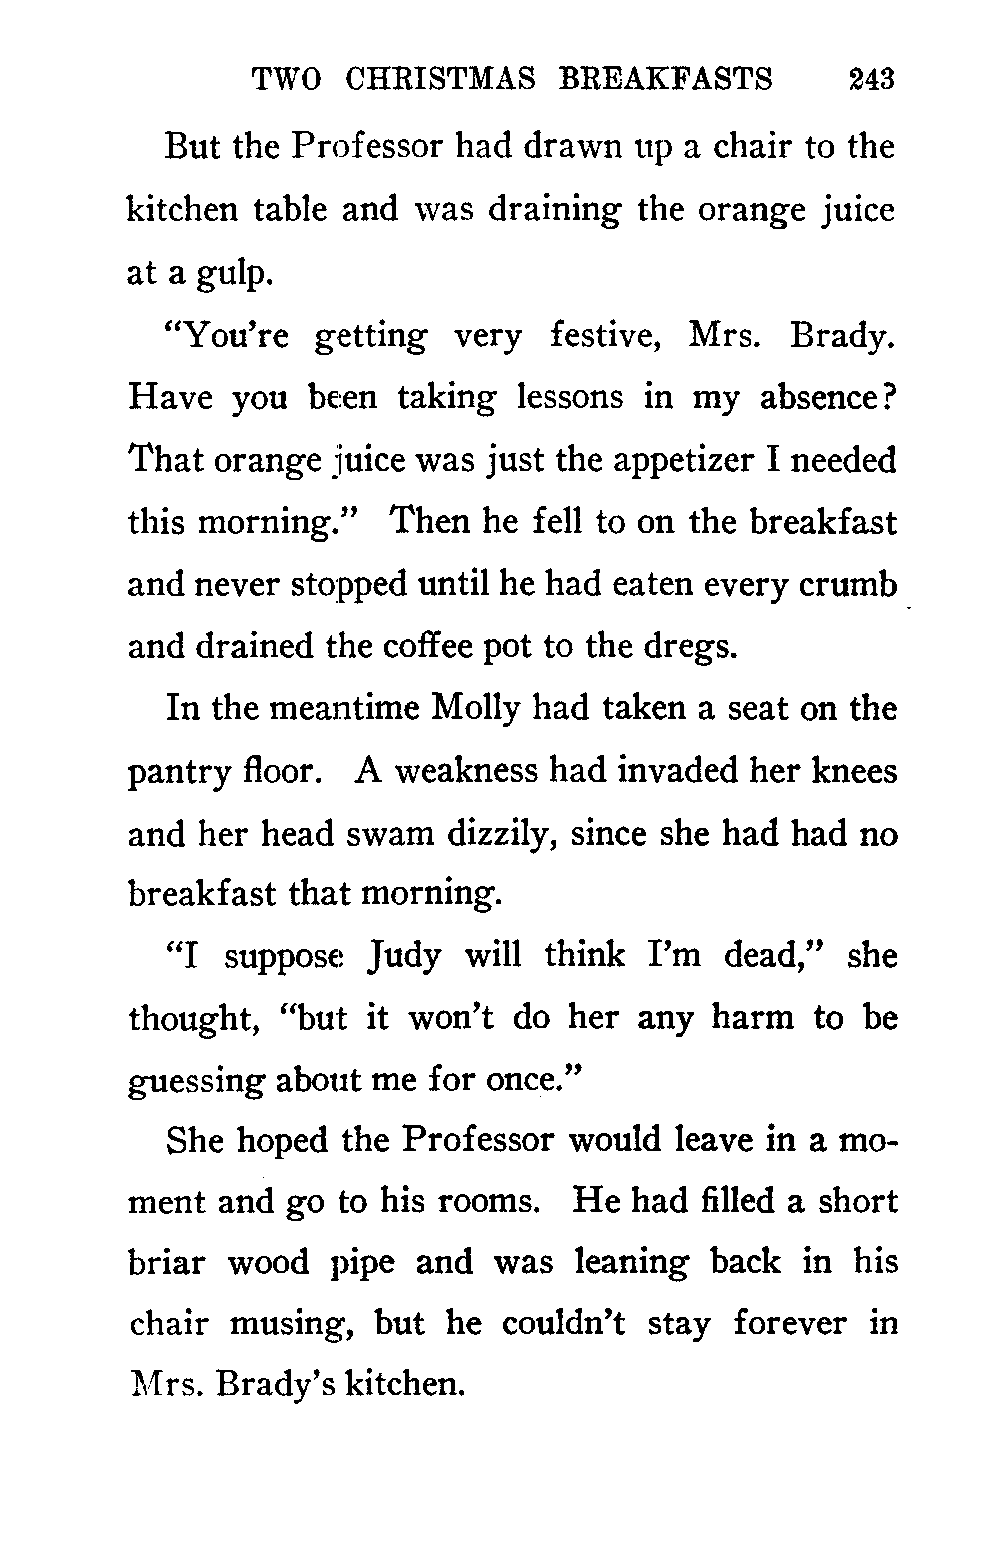 TWO CHRISTMAS BREAKFASTS 243
But the Professor had drawn up a chair to the
kitchen table and was draining the orange juice
at a gulp.
“You’re getting very festive, Mrs. Brady.
Have you been taking lessons in my absence?
That orange juice was just the appetizer I needed
this morning.” Then he fell to on the breakfast
and never stopped until he had eaten every crumb
and drained the coffee pot to the dregs.
In the meantime Molly had taken a seat on the
pantry floor. A weakness had invaded her knees
and her head swam dizzily, since she had had no
breakfast that morning.
“I suppose Judy will think I’m dead,” she
thought, “but it won’t do her any harm to be
guessing about me for once.”
She hoped the Professor would leave in a mo-
ment and go to his rooms. He had filled a short
briar wood pipe and was leaning back in his
chair musing, but he couldn’t stay forever in
Mrs. Brady’s kitchen.